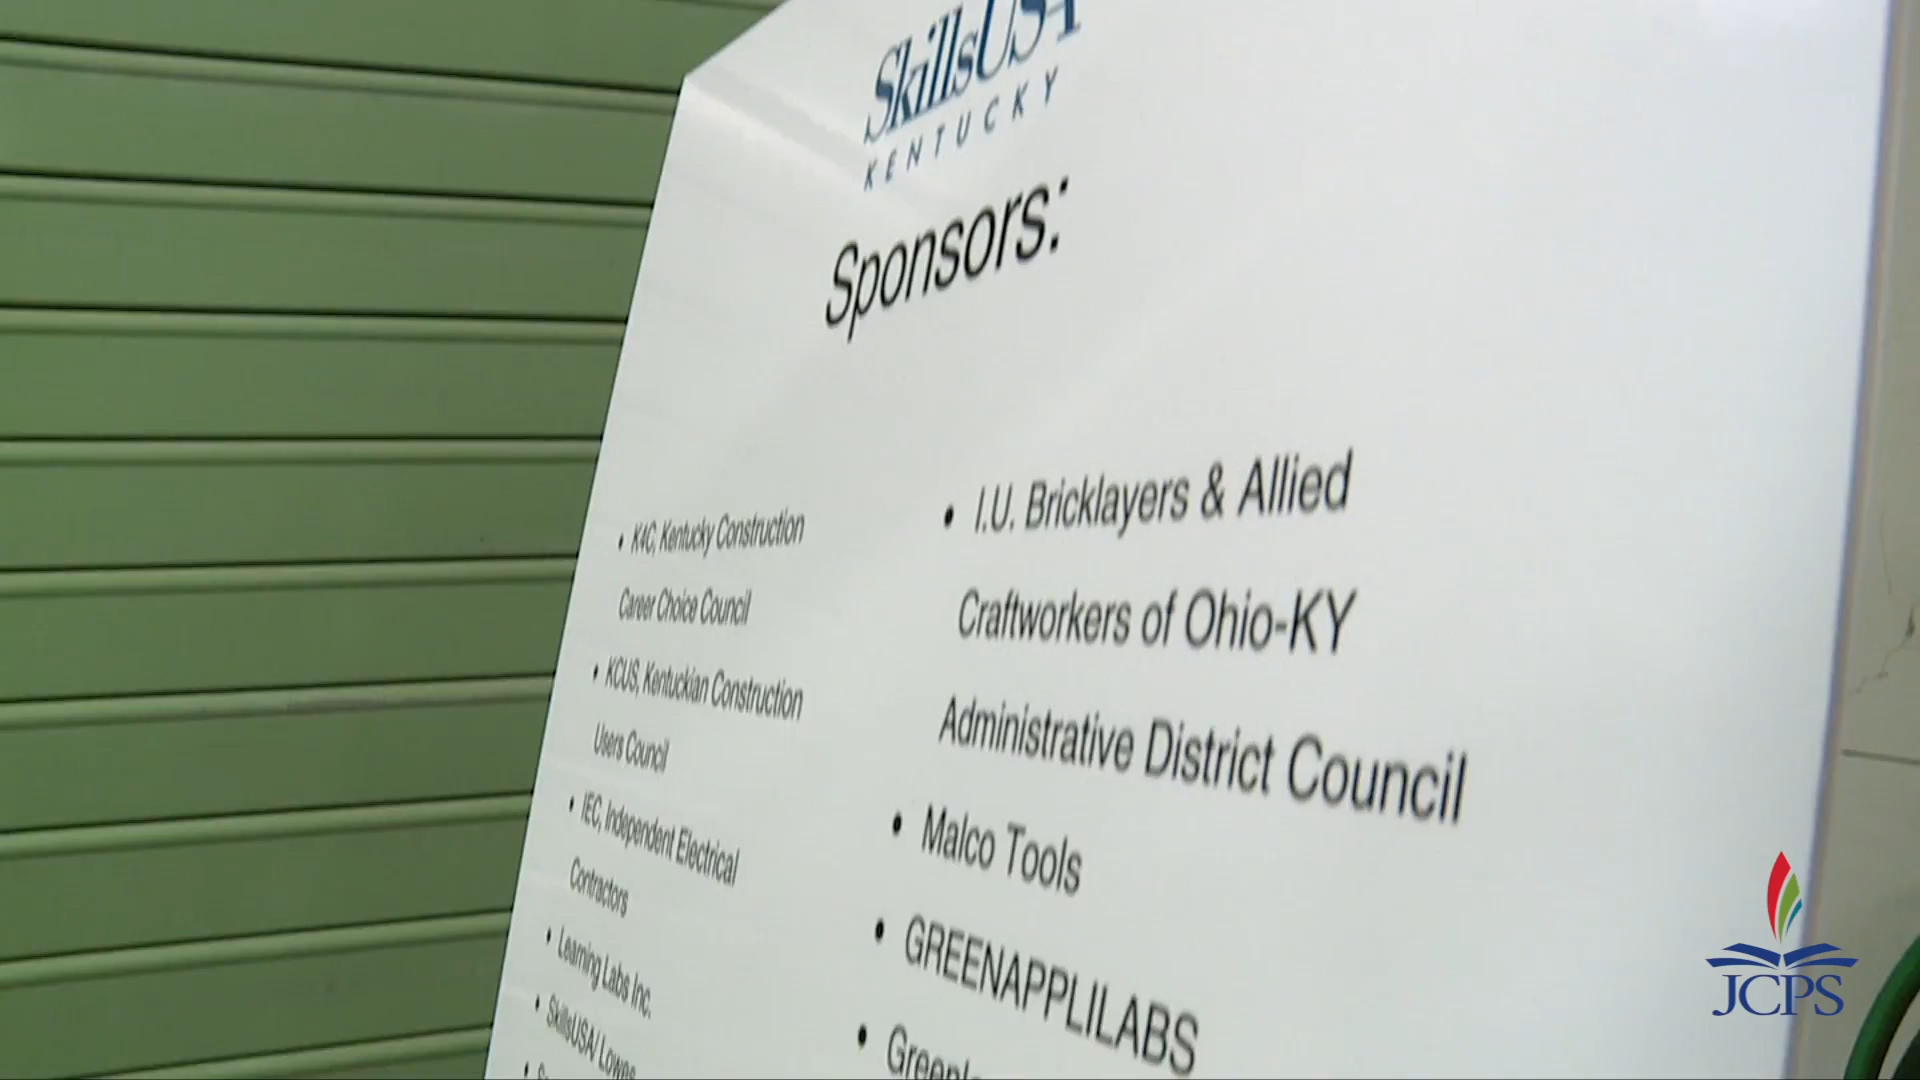 SkillsUSA
KENTUCKY
Sponsors:
• K4C, Kentucky Construction
Career Choice Council
• KCUS, Kentuckian Construction
Users Council
• IEC, Independent Electrical
Contractors
• Learning Labs Inc.
• SkillsUSA/ Lowes
• I.U. Bricklayers & Allied
Craftworkers of Ohio-KY
Administrative District Council
• Malco Tools
• GREENAPPLILABS
JCPS